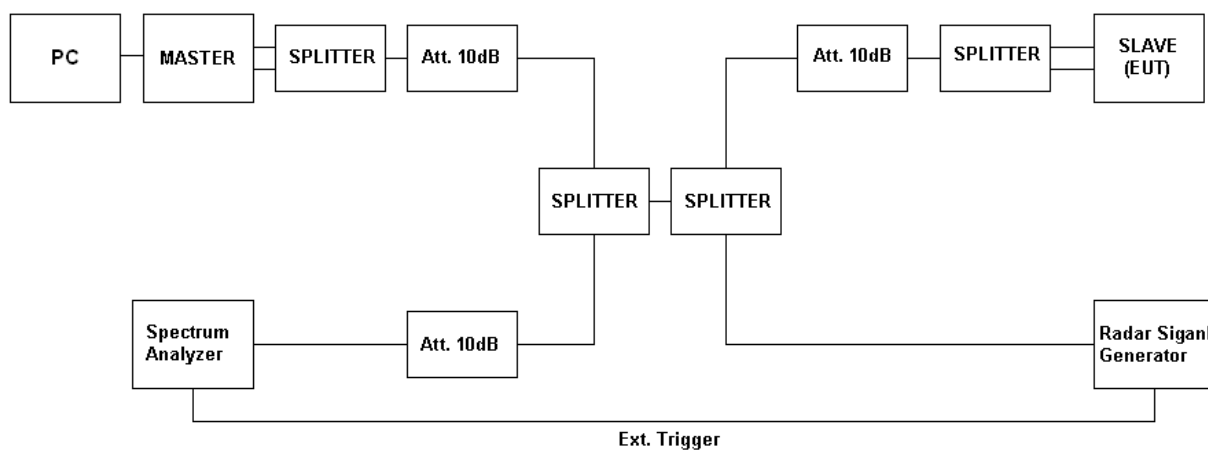 PC
MASTER
SPLITTER
Att. 10dB
Att. 10dB
SPLITTER
SLAVE
(EUT)
SPLITTER
SPLITTER
Spectrum
Analyzer
Att. 10dB
Radar Siganl
Generator
Ext. Trigger